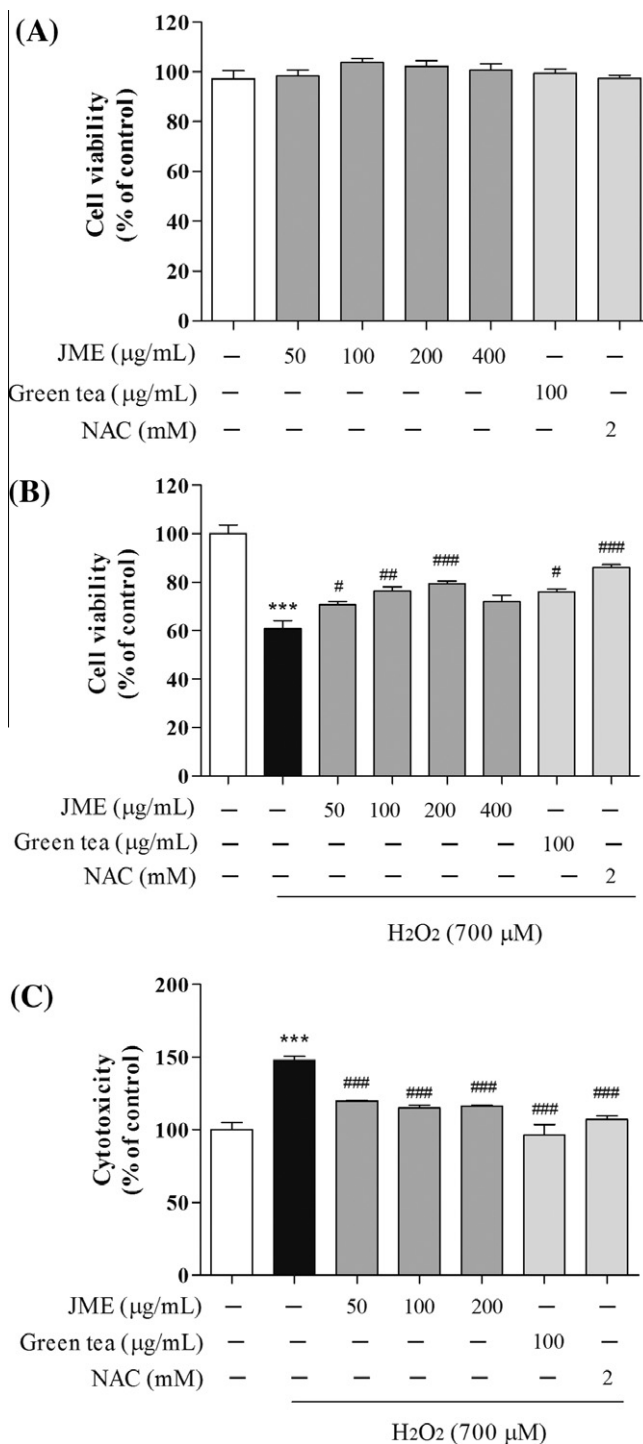 (A)
Cell viability
(% of control)
120
100
80
60
40
20
0
JME (μg/mL) – 50 100 200 400 – –
Green tea (μg/mL) – – – – – 100 –
NAC (mM) – – – – – – 2
(B)
Cell viability
(% of control)
120
100
80
60
40
20
0
*** # ## ### # ###
JME (μg/mL) – – 50 100 200 400 – –
Green tea (μg/mL) – – – – – – 100 –
NAC (mM) – – – – – – – 2
H2O2 (700 μM)
(C)
Cytotoxicity
(% of control)
200
150
100
50
0
*** ### ### ### ### ###
JME (μg/mL) – – 50 100 200 – –
Green tea (μg/mL) – – – – – 100 –
NAC (mM) – – – – – – 2
H2O2 (700 μM)